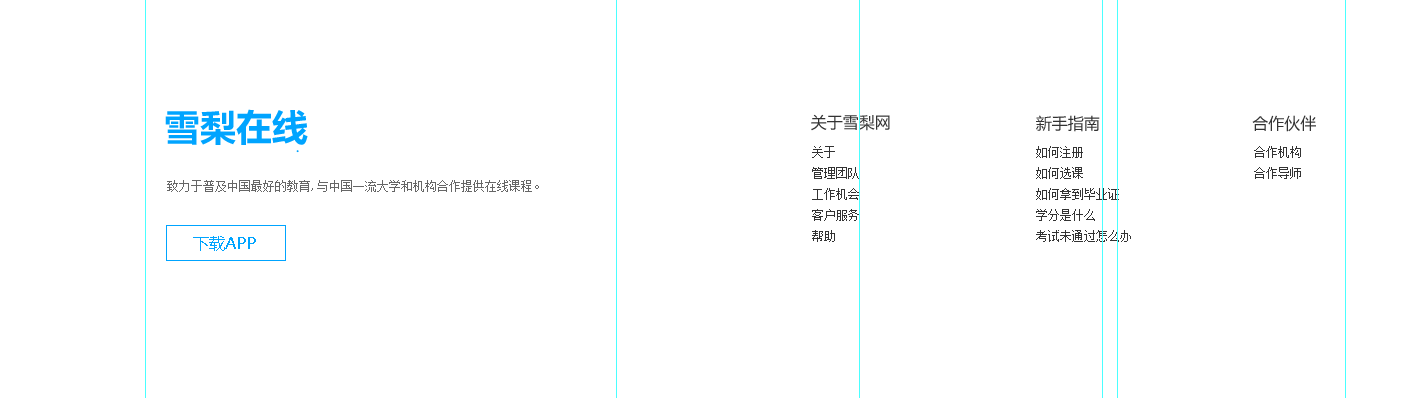 雪梨在线
致力于普及中国最好的教育, 与中国一流大学和机构合作提供在线课程。
下载APP
关于雪梨网
关于
管理团队
工作机会
客户服务
帮助
新手指南
如何注册
如何选课
如何拿到毕业证
学分是什么
考试未通过怎么办
合作伙伴
合作机构
合作导师